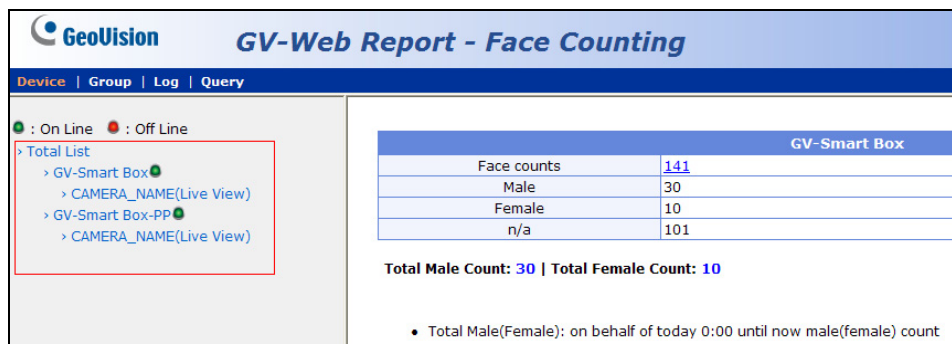 GeoVision
GV-Web Report - Face Counting
Device | Group | Log | Query
: On Line : Off Line
› Total List
› GV-Smart Box
› CAMERA_NAME(Live View)
› GV-Smart Box-PP
› CAMERA_NAME(Live View)
GV-Smart Box
Face counts 141
Male 30
Female 10
n/a 101
Total Male Count: 30 | Total Female Count: 10
• Total Male(Female): on behalf of today 0:00 until now male(female) count